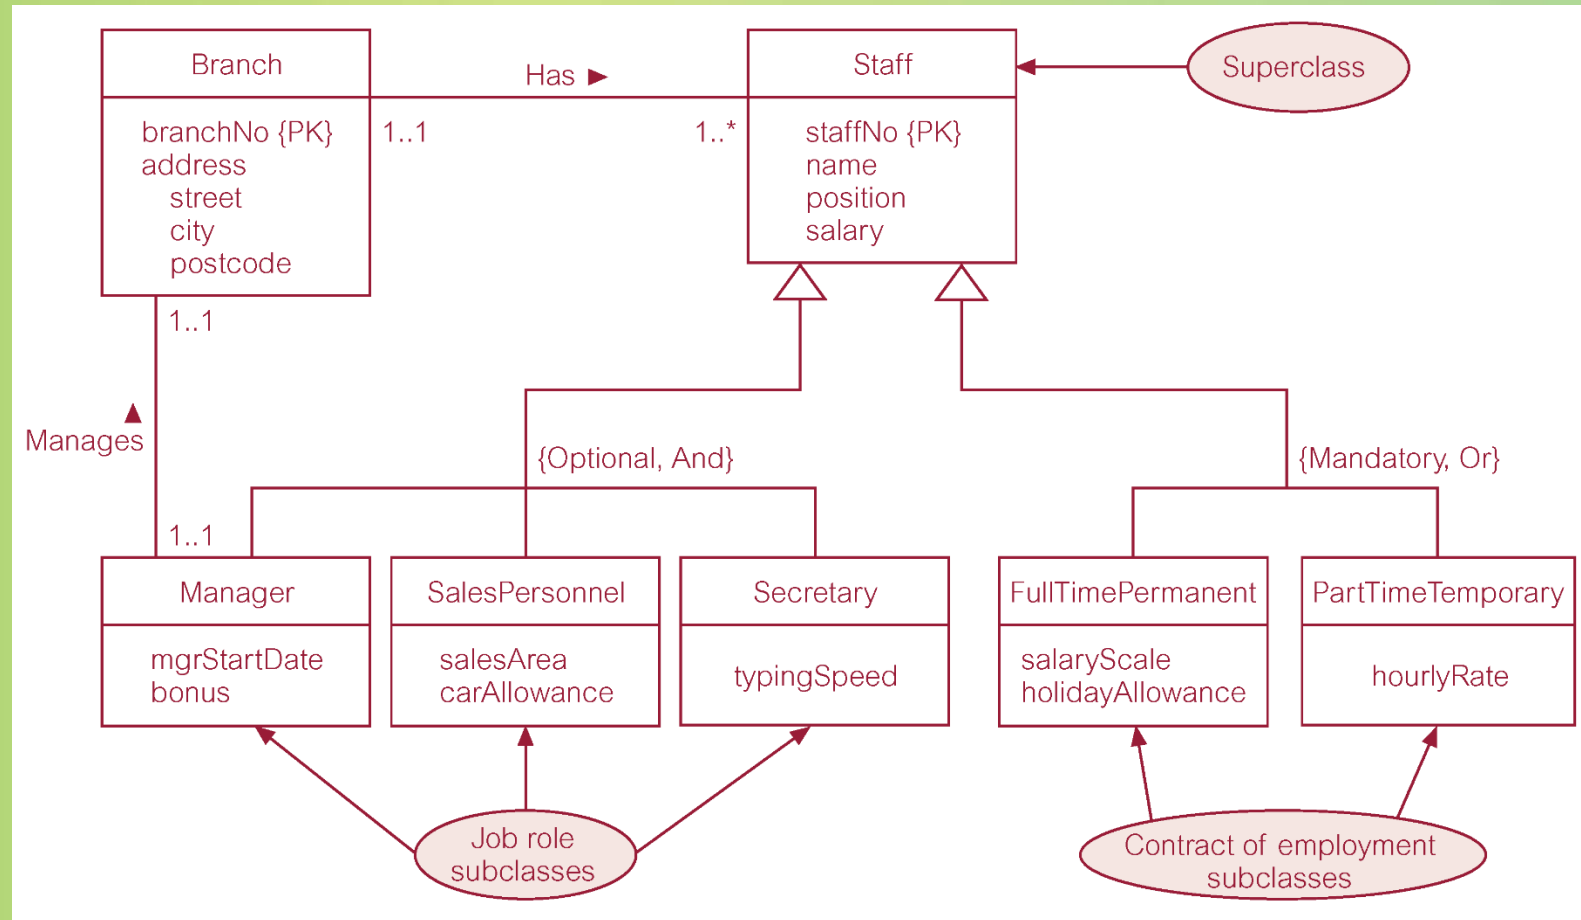 Branch
Has ►
Staff
Superclass
branchNo {PK}
address
street
city
postcode
1..1
1..*
staffNo {PK}
name
position
salary
1..1
▲
Manages
{Optional, And}
{Mandatory, Or}
1..1
Manager
mgrStartDate
bonus
SalesPersonnel
salesArea
carAllowance
Secretary
typingSpeed
FullTimePermanent
salaryScale
holidayAllowance
PartTimeTemporary
hourlyRate
Job role
subclasses
Contract of employment
subclasses